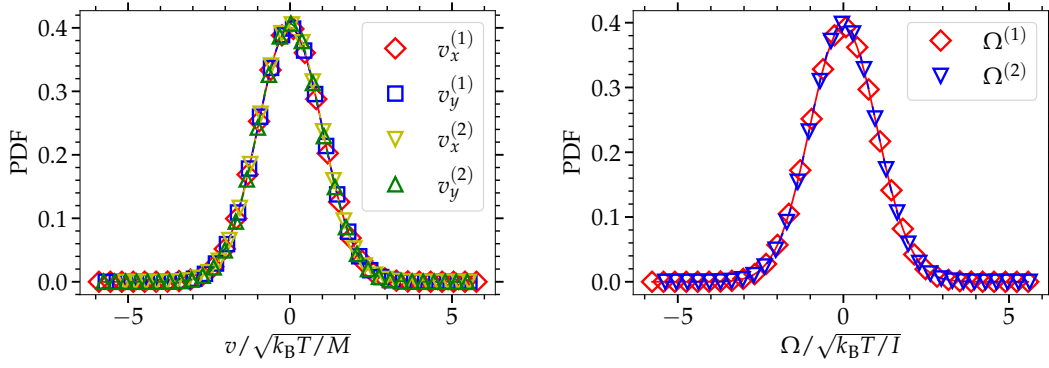 PDF
0.4
0.3
0.2
0.1
0.0
−5
0
5
v/√k_BT/M
v_x^(1)
v_y^(1)
v_x^(2)
v_y^(2)
PDF
0.4
0.3
0.2
0.1
0.0
−5
0
5
Ω/√k_BT/I
Ω^(1)
Ω^(2)